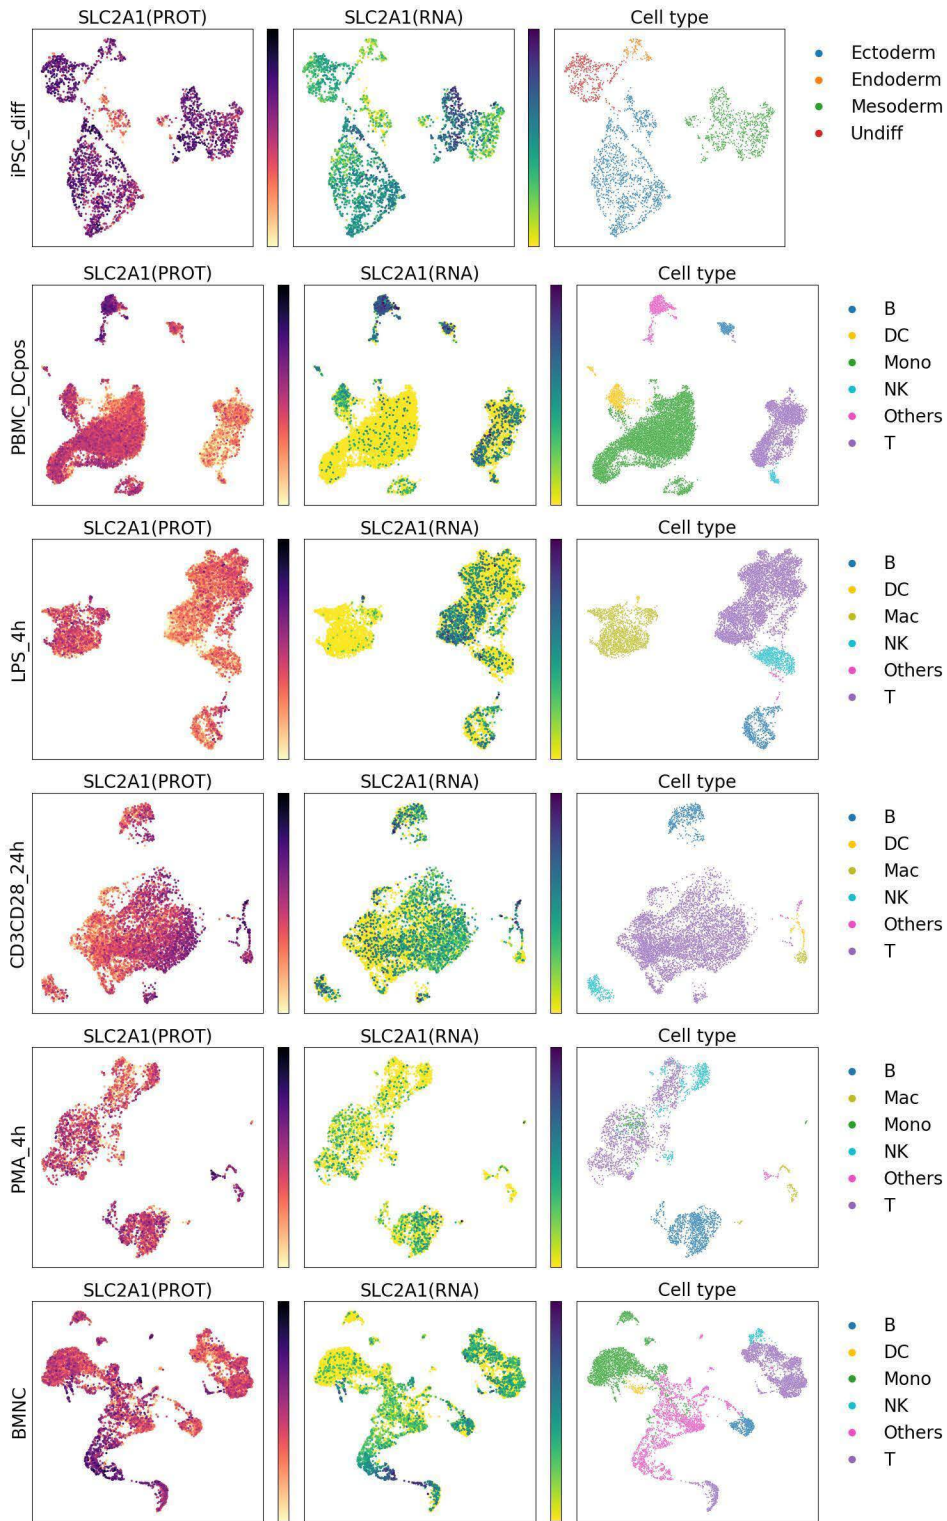 SLC2A1(PROT) SLC2A1(RNA) Cell type
iPSC_diff
Ectoderm
Endoderm
Mesoderm
Undiff
SLC2A1(PROT) SLC2A1(RNA) Cell type
PBMC_DCpos
B
DC
Mono
NK
Others
T
SLC2A1(PROT) SLC2A1(RNA) Cell type
LPS_4h
B
DC
Mac
NK
Others
T
SLC2A1(PROT) SLC2A1(RNA) Cell type
CD3CD28_24h
B
DC
Mac
NK
Others
T
SLC2A1(PROT) SLC2A1(RNA) Cell type
PMA_4h
B
Mac
Mono
NK
Others
T
SLC2A1(PROT) SLC2A1(RNA) Cell type
BMNC
B
DC
Mono
NK
Others
T